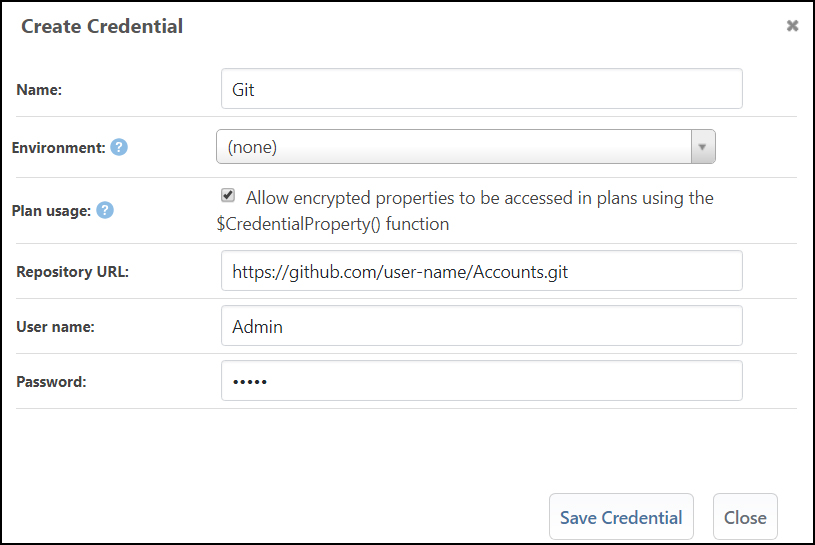 Create Credential
Name: Git
Environment: ? (none)
Plan usage: ? Allow encrypted properties to be accessed in plans using the
$CredentialProperty() function
Repository URL: https://github.com/user-name/Accounts.git
User name: Admin
Password: •••••
Save Credential Close